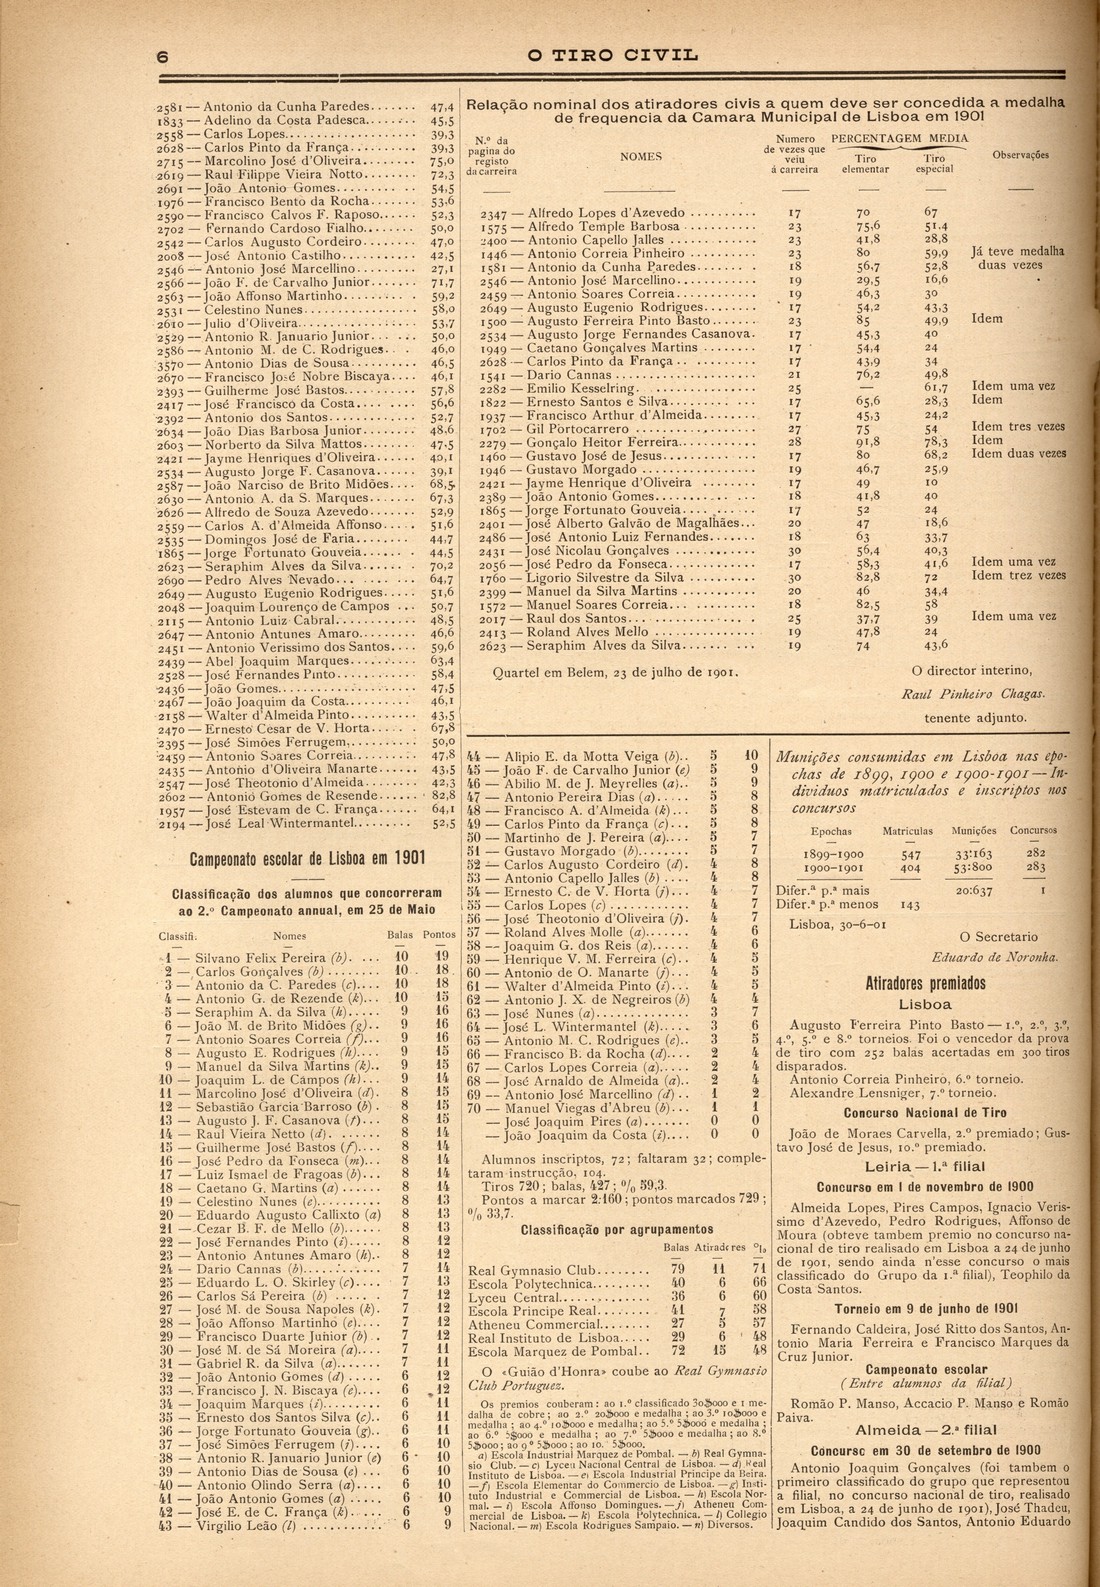 6
O TIRO CIVIL
2581 — Antonio da Cunha Paredes....... 47,4
1833 — Adelino da Costa Padesca....... 45,5
2558 — Carlos Lopes.................. 39,3
2628 — Carlos Pinto da França.......... 39,3
2715 — Marcolino José d'Oliveira........ 75,0
2619 — Raul Filippe Vieira Notto........ 72,3
2691 — João Antonio Gomes.......... 54,5
1976 — Francisco Bento da Rocha....... 53,6
2590 — Francisco Calvos F. Raposo...... 52,3
2702 — Fernando Cardoso Fialho........ 50,0
2542 — Carlos Augusto Cordeiro........ 47,0
2008 — José Antonio Castilho.......... 42,5
2546 — Antonio José Marcellino......... 27,1
2566 — João F. de Carvalho Junior....... 71,7
2563 — João Affonso Martinho.......... 59,2
2531 — Celestino Nunes................ 58,0
2610 — Julio d'Oliveira................. 53,7
2529 — Antonio R. Januario Junior....... 50,0
2586 — Antonio M. de C. Rodrigues.... 46,0
3570 — Antonio Dias de Sousa.......... 46,5
2670 — Francisco José Nobre Biscaya.... 46,1
2393 — Guilherme José Bastos.......... 57,8
2417 — José Francisco da Costa......... 56,6
2392 — Antonio dos Santos............. 52,7
2634 — João Dias Barbosa Junior........ 48,6
2603 — Norberto da Silva Mattos........ 47,5
2421 — Jayme Henriques d'Oliveira...... 40,1
2534 — Augusto Jorge F. Casanova...... 39,1
2587 — João Narciso de Brito Midões.... 68,5
2630 — Antonio A. da S. Marques....... 67,3
2626 — Alfredo de Souza Azevedo....... 52,9
2559 — Carlos A. d'Almeida Affonso..... 51,6
2535 — Domingos José de Faria......... 44,7
1865 — Jorge Fortunato Gouveia........ 44,5
2623 — Seraphim Alves da Silva........ 70,2
2690 — Pedro Alves Nevado........... 64,7
2649 — Augusto Eugenio Rodrigues..... 51,6
2048 — Joaquim Lourenço de Campos ... 50,7
2115 — Antonio Luiz Cabral............ 48,5
2647 — Antonio Antunes Amaro........ 46,6
2451 — Antonio Verissimo dos Santos.... 59,6
2439 — Abel Joaquim Marques.......... 63,4
2528 — José Fernandes Pinto........... 58,4
2436 — João Gomes................... 47,5
2467 — João Joaquim da Costa......... 46,1
2158 — Walter d'Almeida Pinto......... 43,5
2470 — Ernesto Cesar de V. Horta...... 67,8
2395 — José Simões Ferrugem.......... 50,0
2459 — Antonio Soares Correia......... 47,8
2435 — Antonio d'Oliveira Manarte...... 43,5
2547 — José Theotonio d'Almeida....... 42,3
2602 — Antonio Gomes de Resende...... 82,8
1957 — José Estevam de C. França...... 64,1
2194 — José Leal Wintermantel......... 52,5
Campeonato escolar de Lisboa em 1901
Classificação dos alumnos que concorreram
ao 2.º Campeonato annual, em 25 de Maio
Classifi. Nomes Balas Pontos
1 — Silvano Felix Pereira (b). ... 10 19
2 — Carlos Gonçalves (b) ........ 10 18
3 — Antonio da C. Paredes (c).... 10 18
4 — Antonio G. de Rezende (k)... 10 15
5 — Seraphim A. da Silva (h)..... 9 16
6 — João M. de Brito Midões (g).. 9 16
7 — Antonio Soares Correia (f)... 9 16
8 — Augusto E. Rodrigues (h).... 9 15
9 — Manuel da Silva Martins (k).. 9 15
10 — Joaquim L. de Campos (h)... 9 14
11 — Marcolino José d'Oliveira (d). 8 15
12 — Sebastião Garcia Barroso (b) . 8 15
13 — Augusto J. F. Casanova (f)... 8 15
14 — Raul Vieira Netto (d). ...... 8 14
15 — Guilherme José Bastos (f).... 8 14
16 — José Pedro da Fonseca (m)... 8 14
17 — Luiz Ismael de Fragoas (b)... 8 14
18 — Caetano G. Martins (a) ...... 8 14
19 — Celestino Nunes (e).......... 8 13
20 — Eduardo Augusto Callixto (a) 8 13
21 — Cezar B. F. de Mello (b)..... 8 13
22 — José Fernandes Pinto (i)..... 8 12
23 — Antonio Antunes Amaro (h).. 8 12
24 — Dario Cannas (b)............ 7 14
25 — Eduardo L. O. Skirley (c).... 7 13
26 — Carlos Sá Pereira (b) ..... . 7 12
27 — José M. de Sousa Napoles (k). 7 12
28 — João Affonso Martinho (e).... 7 12
29 — Francisco Duarte Junior (b) . 7 12
30 — José M. de Sá Moreira (a).... 7 11
31 — Gabriel R. da Silva (a)....... 7 11
32 — João Antonio Gomes (d) ..... 6 12
33 — Francisco J. N. Biscaya (e).... 6 12
34 — Joaquim Marques (i)......... 6 11
35 — Ernesto dos Santos Silva (c).. 6 11
36 — Jorge Fortunato Gouveia (g).. 6 11
37 — José Simões Ferrugem (j).... 6 10
38 — Antonio R. Januario Junior (e) 6 10
39 — Antonio Dias de Sousa (e) ... 6 10
40 — Antonio Olindo Serra (a)..... 6 10
41 — João Antonio Gomes (a) ..... 6 10
42 — José E. de C. França (k)...... 6 9
43 — Virgilio Leão (l) ............ 6 9
Relação nominal dos atiradores civis a quem deve ser concedida a medalha
de frequencia da Camara Municipal de Lisboa em 1901
N.º da pagina do registo da carreira NOMES Numero de vezes que veiu á carreira PERCENTAGEM MEDIA Tiro elementar Tiro especial Observações
2347 — Alfredo Lopes d'Azevedo .......... 17 70 67
1575 — Alfredo Temple Barbosa ........... 23 75,6 51,4
2400 — Antonio Capello Jalles ............ 23 41,8 28,8
1446 — Antonio Correia Pinheiro .......... 23 80 59,9 Já teve medalha
1581 — Antonio da Cunha Paredes......... 18 56,7 52,8 duas vezes
2546 — Antonio José Marcellino........... 19 29,5 16,6
2459 — Antonio Soares Correia............ 19 46,3 30
2649 — Augusto Eugenio Rodrigues........ 17 54,2 43,3
1500 — Augusto Ferreira Pinto Basto....... 23 85 49,9 Idem
2534 — Augusto Jorge Fernandes Casanova. 17 45,3 40
1949 — Caetano Gonçalves Martins ........ 17 54,4 24
2628 — Carlos Pinto da França ............ 17 43,9 34
1541 — Dario Cannas .................... 21 76,2 49,8
2282 — Emilio Kesselring................. 25 — 61,7 Idem uma vez
1822 — Ernesto Santos e Silva............. 17 65,6 28,3 Idem
1937 — Francisco Arthur d'Almeida........ 17 45,3 24,2
1702 — Gil Portocarrero .................. 27 75 54 Idem tres vezes
2279 — Gonçalo Heitor Ferreira............ 28 91,8 78,3 Idem
1460 — Gustavo José de Jesus............. 17 80 68,2 Idem duas vezes
1946 — Gustavo Morgado ................. 19 46,7 25,9
2421 — Jayme Henrique d'Oliveira ........ 17 49 10
2389 — João Antonio Gomes.............. 18 41,8 40
1865 — Jorge Fortunato Gouveia.......... 17 52 24
2401 — José Alberto Galvão de Magalhães... 20 47 18,6
2486 — José Antonio Luiz Fernandes....... 18 63 33,7
2431 — José Nicolau Gonçalves ........... 30 56,4 40,3
2056 — José Pedro da Fonseca............ 17 58,3 41,6 Idem uma vez
1760 — Ligorio Silvestre da Silva .......... 30 82,8 72 Idem trez vezes
2399 — Manuel da Silva Martins .......... 20 46 34,4
1572 — Manuel Soares Correia............ 18 82,5 58
2017 — Raul dos Santos.................. 25 37,7 39 Idem uma vez
2413 — Roland Alves Mello ............... 19 47,8 24
2623 — Seraphim Alves da Silva........... 19 74 43,6
Quartel em Belem, 23 de julho de 1901.
O director interino,
Raul Pinheiro Chagas.
tenente adjunto.
44 — Alipio E. da Motta Veiga (b).. 5 10
45 — João F. de Carvalho Junior (e) 5 9
46 — Abilio M. de J. Meyrelles (a).. 5 9
47 — Antonio Pereira Dias (a)..... 5 8
48 — Francisco A. d'Almeida (k)... 5 8
49 — Carlos Pinto da França (c)... 5 8
50 — Martinho de J. Pereira (a).... 5 7
51 — Gustavo Morgado (b)........ 5 7
52 — Carlos Augusto Cordeiro (d). 4 8
53 — Antonio Capello Jalles (b) .... 4 8
54 — Ernesto C. de V. Horta (j)... 4 7
55 — Carlos Lopes (c) ............ 4 7
56 — José Theotonio d'Oliveira (j). 4 7
57 — Roland Alves Molle (a)....... 4 6
58 — Joaquim G. dos Reis (a)...... 4 6
59 — Henrique V. M. Ferreira (c).. 4 5
60 — Antonio de O. Manarte (j).... 4 5
61 — Walter d'Almeida Pinto (i)... 4 5
62 — Antonio J. X. de Negreiros (b) 4 4
63 — José Nunes (a).............. 3 7
64 — José L. Wintermantel (k)..... 3 6
65 — Antonio M. C. Rodrigues (e).. 3 5
66 — Francisco B. da Rocha (d).... 2 4
67 — Carlos Lopes Correia (a)..... 2 4
68 — José Arnaldo de Almeida (a).. 2 4
69 — Antonio José Marcellino (d) .. 1 2
70 — Manuel Viegas d'Abreu (b)... 1 1
— José Joaquim Pires (a)....... 0 0
— João Joaquim da Costa (i).... 0 0
Alumnos inscriptos, 72; faltaram 32; comple-
taram instrucção, 104.
Tiros 720; balas, 427; % 59,3.
Pontos a marcar 2:160; pontos marcados 729;
% 33,7.
Classificação por agrupamentos
Balas Atiradores %
Real Gymnasio Club........ 79 11 71
Escola Polytechnica......... 40 6 66
Lyceu Central.............. 36 6 60
Escola Principe Real........ 41 7 58
Atheneu Commercial........ 27 5 57
Real Instituto de Lisboa..... 29 6 48
Escola Marquez de Pombal.. 72 15 48
O «Guião d'Honra» coube ao Real Gymnasio
Club Portuguez.
Os premios couberam: ao 1.º classificado 30$000 e 1 me-
dalha de cobre; ao 2.º 20$000 e medalha; ao 3.º 10$000 e
medalha; ao 4.º 10$000 e medalha; ao 5.º 5$000 e medalha;
ao 6.º 5$000 e medalha; ao 7.º 5$000 e medalha; ao 8.º
5$000; ao 9.º 5$000; ao 10.º 5$000.
a) Escola Industrial Marquez de Pombal. — b) Real Gymna-
sio Club. — c) Lyceu Nacional Central de Lisboa. — d) Real
Instituto de Lisboa. — e) Escola Industrial Principe da Beira.
— f) Escola Elementar do Commercio de Lisboa. — g) Insti-
tuto Industrial e Commercial de Lisboa. — h) Escola Nor-
mal. — i) Escola Affonso Domingues. — j) Atheneu Com-
mercial de Lisboa. — k) Escola Polytechnica. — l) Collegio
Nacional. — m) Escola Rodrigues Sampaio. — n) Diversos.
Munições consumidas em Lisboa nas epo-
chas de 1899, 1900 e 1900-1901 — In-
dividuos matriculados e inscriptos nos
concursos
Epochas Matriculas Munições Concursos
1899-1900 547 33:163 282
1900-1901 404 53:800 283
Difer.ª p.ª mais 20:637 1
Difer.ª p.ª menos 143
Lisboa, 30-6-01
O Secretario
Eduardo de Noronha.
Atiradores premiados
Lisboa
Augusto Ferreira Pinto Basto — 1.º, 2.º, 3.º,
4.º, 5.º e 8.º torneios. Foi o vencedor da prova
de tiro com 252 balas acertadas em 300 tiros
disparados.
Antonio Correia Pinheiro, 6.º torneio.
Alexandre Lensniger, 7.º torneio.
Concurso Nacional de Tiro
João de Moraes Carvella, 2.º premiado; Gus-
tavo José de Jesus, 10.º premiado.
Leiria — 1.ª filial
Concurso em 1 de novembro de 1900
Almeida Lopes, Pires Campos, Ignacio Veris-
simo d'Azevedo, Pedro Rodrigues, Affonso de
Moura (obteve tambem premio no concurso na-
cional de tiro realisado em Lisboa a 24 de junho
de 1901, sendo ainda n'esse concurso o mais
classificado do Grupo da 1.ª filial), Teophilo da
Costa Santos.
Torneio em 9 de junho de 1901
Fernando Caldeira, José Ritto dos Santos, An-
tonio Maria Ferreira e Francisco Marques da
Cruz Junior.
Campeonato escolar
(Entre alumnos da filial)
Romão P. Manso, Accacio P. Manso e Romão
Paiva.
Almeida — 2.ª filial
Concurso em 30 de setembro de 1900
Antonio Joaquim Gonçalves (foi tambem o
primeiro classificado do grupo que representou
a filial, no concurso nacional de tiro, realisado
em Lisboa, a 24 de junho de 1901), José Thadeu,
Joaquim Candido dos Santos, Antonio Eduardo